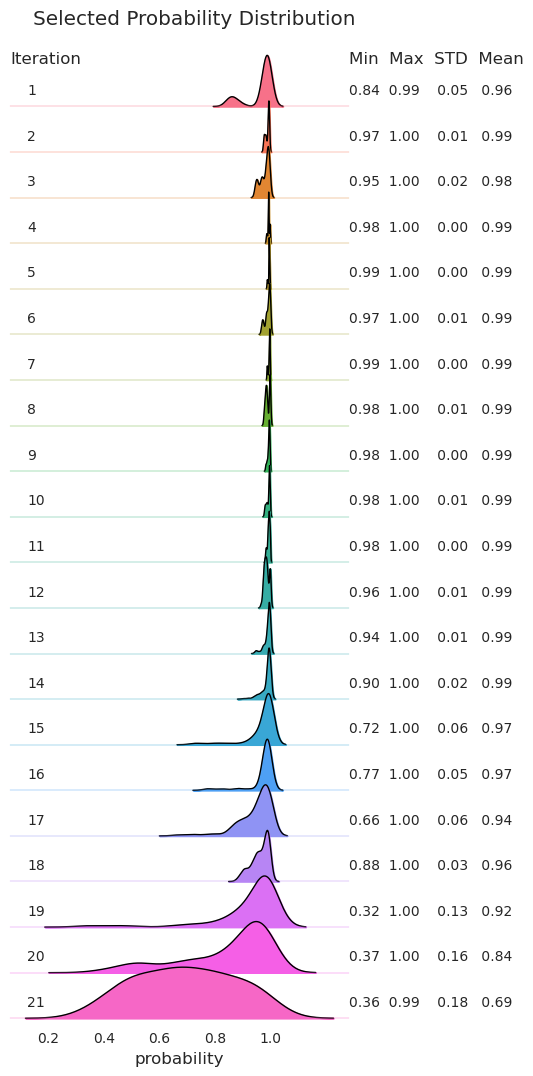 Selected Probability Distribution
Iteration Min Max STD Mean
1 0.84 0.99 0.05 0.96
2 0.97 1.00 0.01 0.99
3 0.95 1.00 0.02 0.98
4 0.98 1.00 0.00 0.99
5 0.99 1.00 0.00 0.99
6 0.97 1.00 0.01 0.99
7 0.99 1.00 0.00 0.99
8 0.98 1.00 0.01 0.99
9 0.98 1.00 0.00 0.99
10 0.98 1.00 0.01 0.99
11 0.98 1.00 0.00 0.99
12 0.96 1.00 0.01 0.99
13 0.94 1.00 0.01 0.99
14 0.90 1.00 0.02 0.99
15 0.72 1.00 0.06 0.97
16 0.77 1.00 0.05 0.97
17 0.66 1.00 0.06 0.94
18 0.88 1.00 0.03 0.96
19 0.32 1.00 0.13 0.92
20 0.37 1.00 0.16 0.84
21 0.36 0.99 0.18 0.69
0.2 0.4 0.6 0.8 1.0
probability